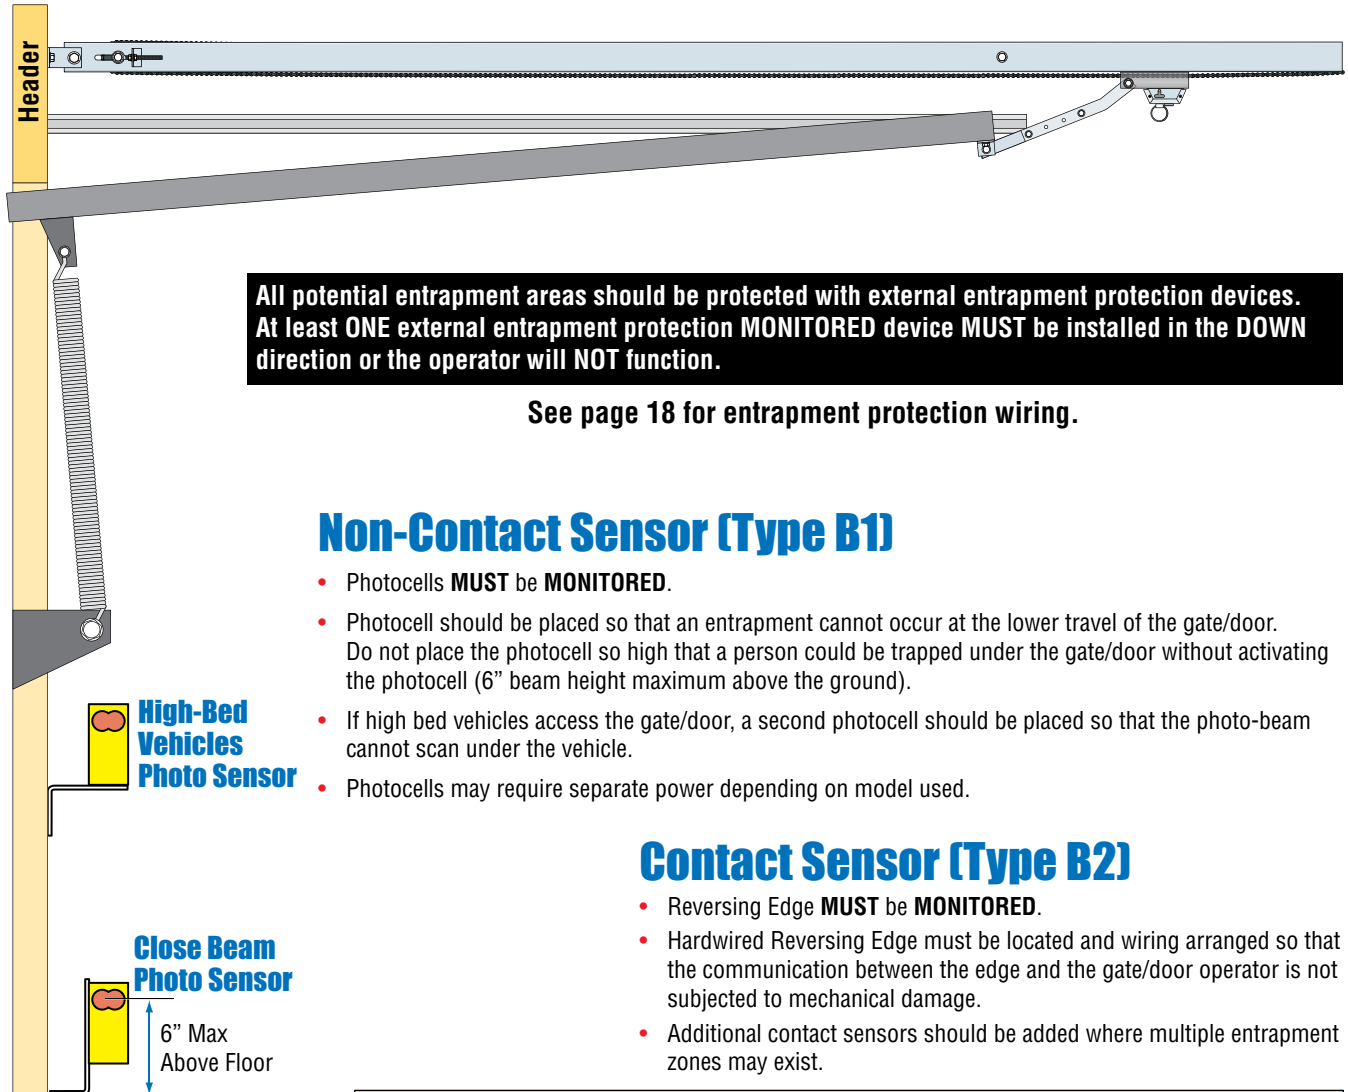 Header
All potential entrapment areas should be protected with external entrapment protection devices.
At least ONE external entrapment protection MONITORED device MUST be installed in the DOWN
direction or the operator will NOT function.
See page 18 for entrapment protection wiring.
Non-Contact Sensor (Type B1)
• Photocells MUST be MONITORED.
• Photocell should be placed so that an entrapment cannot occur at the lower travel of the gate/door.
Do not place the photocell so high that a person could be trapped under the gate/door without activating
the photocell (6” beam height maximum above the ground).
• If high bed vehicles access the gate/door, a second photocell should be placed so that the photo-beam
cannot scan under the vehicle.
• Photocells may require separate power depending on model used.
High-Bed
Vehicles
Photo Sensor
Contact Sensor (Type B2)
• Reversing Edge MUST be MONITORED.
• Hardwired Reversing Edge must be located and wiring arranged so that
the communication between the edge and the gate/door operator is not
subjected to mechanical damage.
• Additional contact sensors should be added where multiple entrapment
zones may exist.
Close Beam
Photo Sensor
6” Max
Above Floor